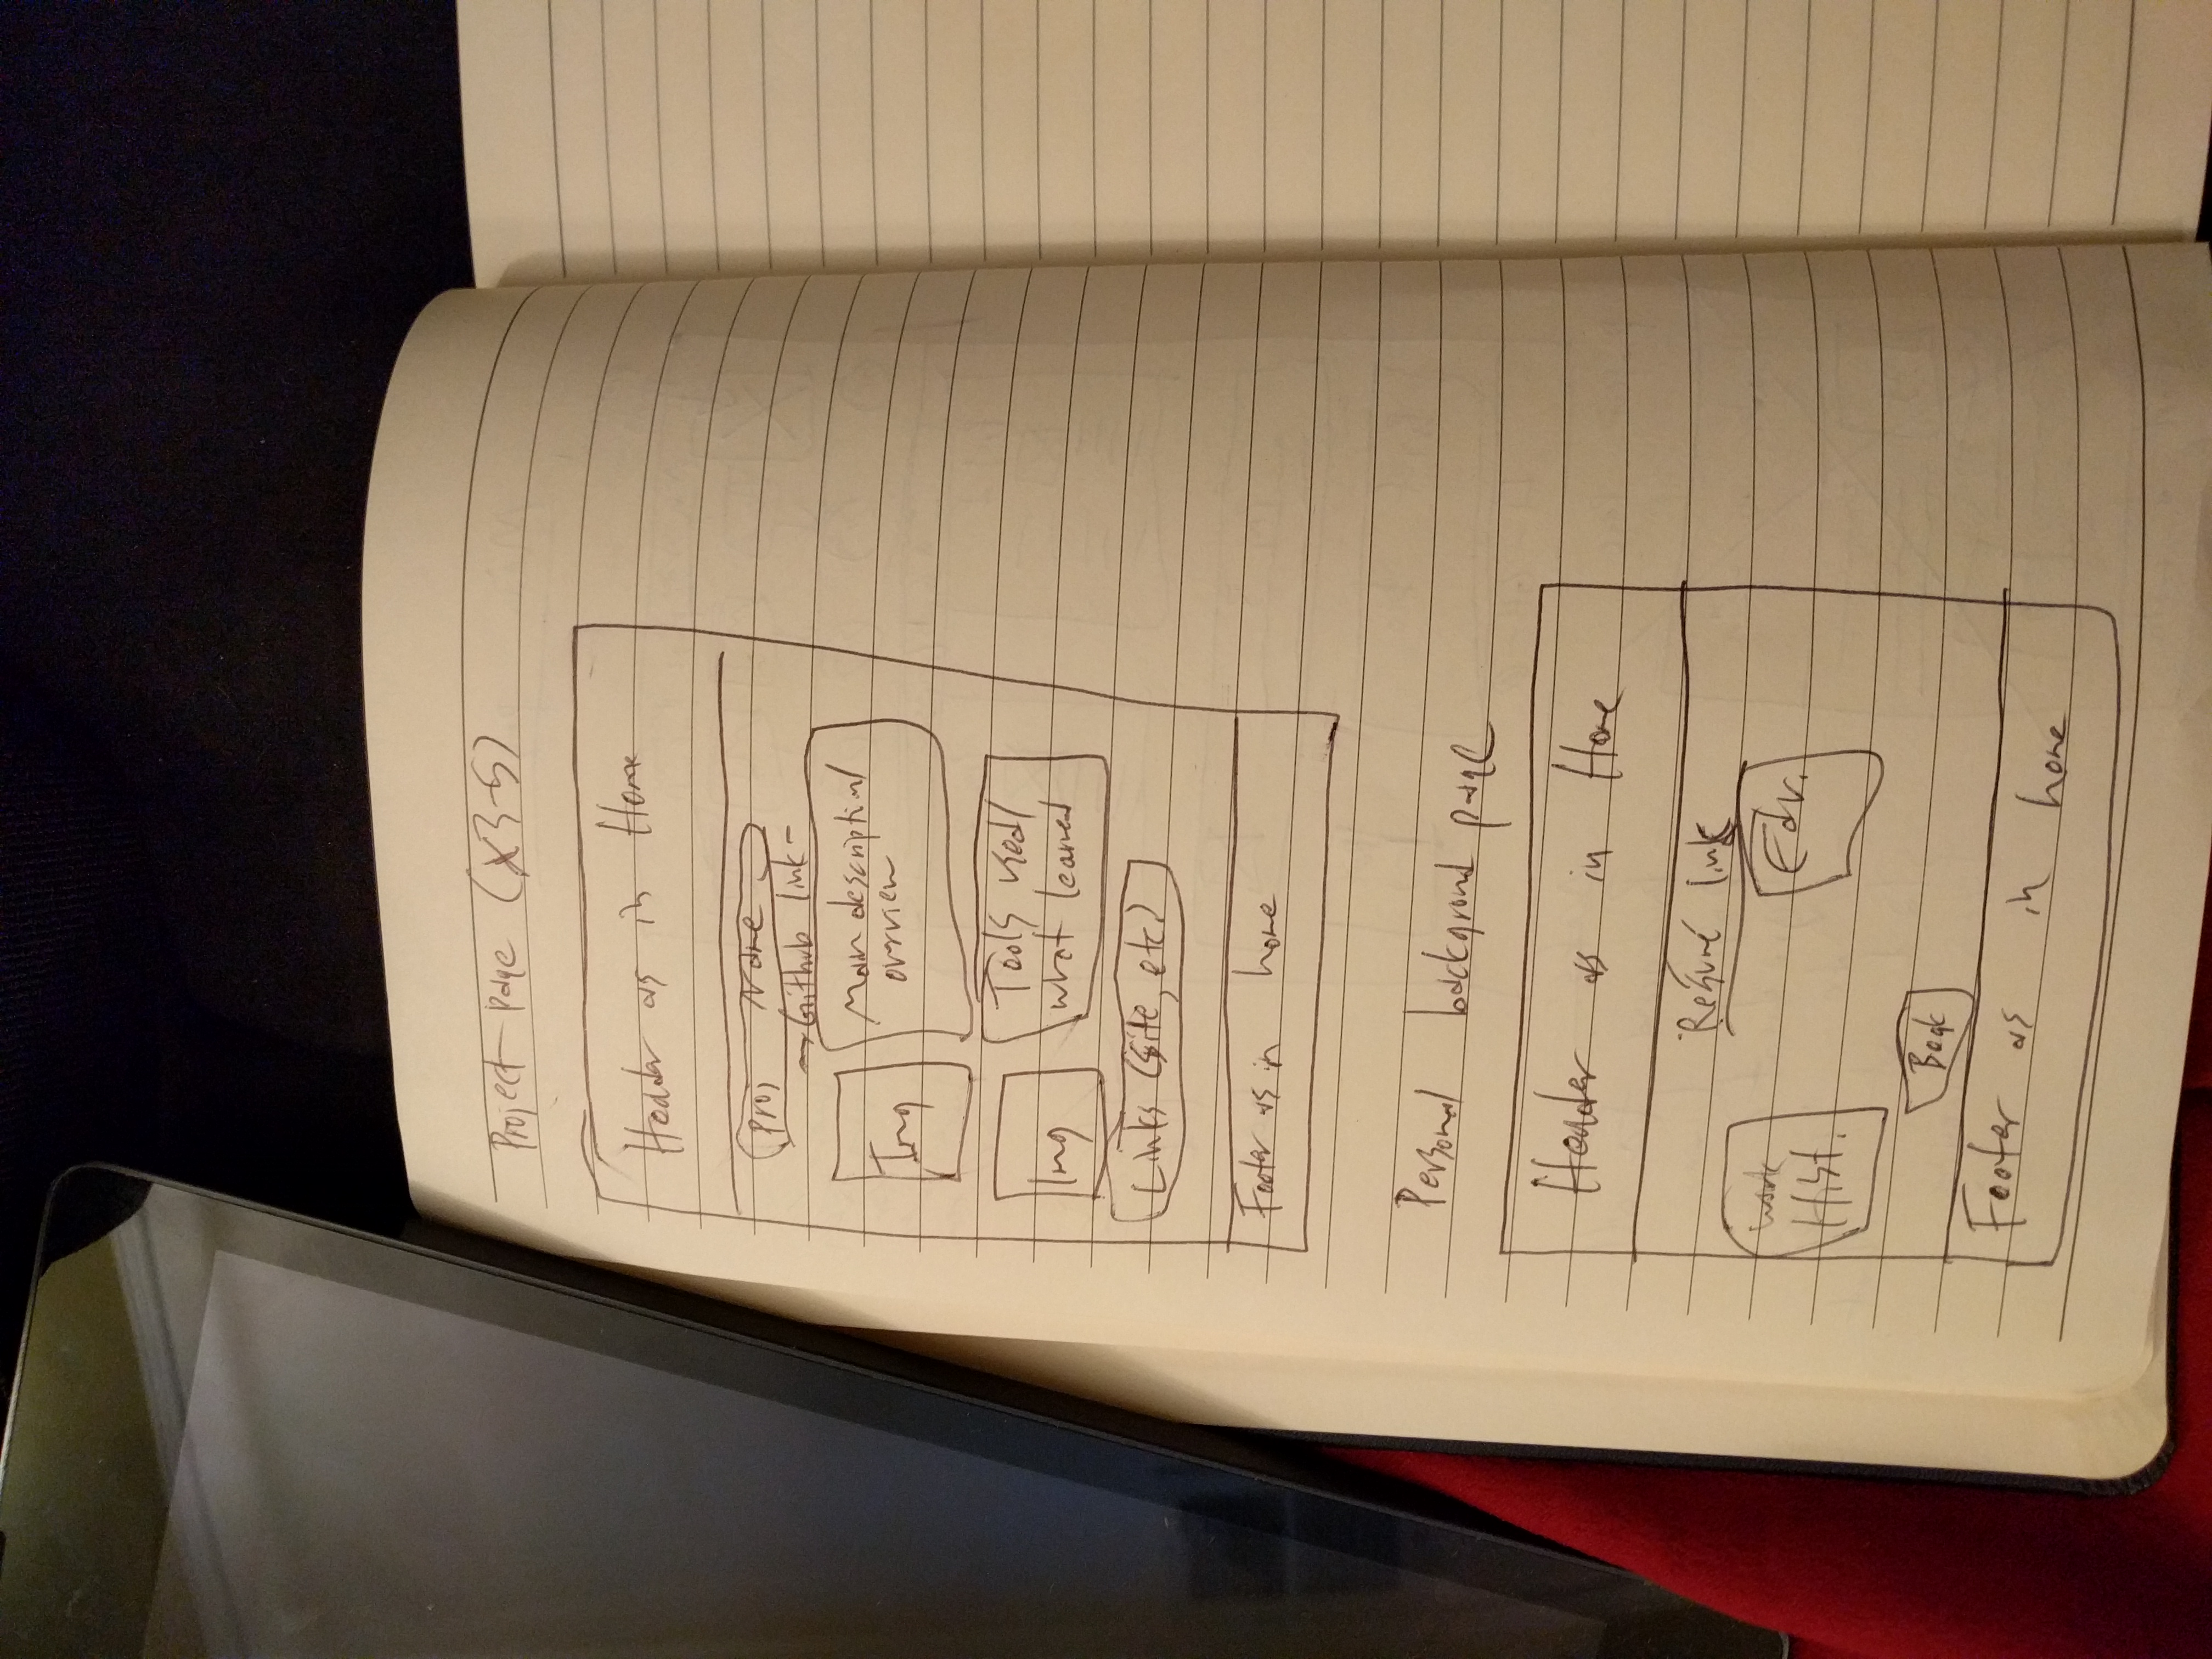 Project page (x3-5)
Header as in Home
Proj Name
Github link
Img
Main description/
overview
Img
Tools used/
what learned
Links (site, etc)
Footer as in home
Personal background page
Header as in Home
Resume link
Work
Hist.
Edu.
Footer as in home